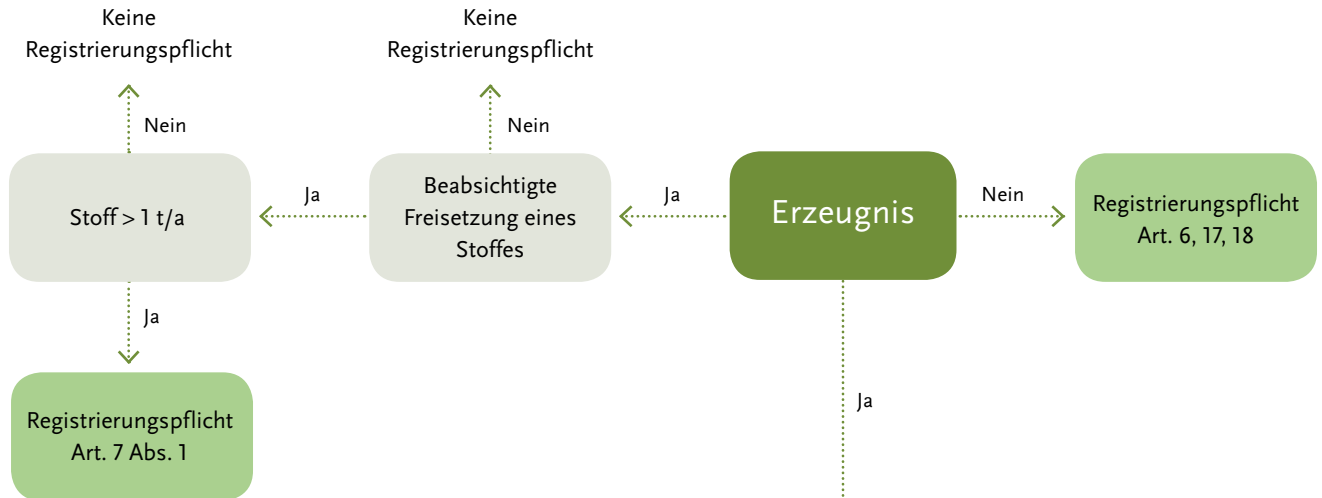 Keine
Registrierungspflicht
Keine
Registrierungspflicht
Nein
Nein
Stoff > 1 t/a
Ja
Beabsichtigte
Freisetzung eines
Stoffes
Ja
Erzeugnis
Nein
Registrierungspflicht
Art. 6, 17, 18
Ja
Registrierungspflicht
Art. 7 Abs. 1
Ja